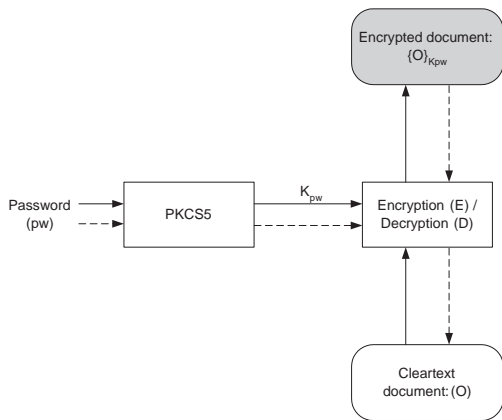 Encrypted document:
{O}Kpw
Kpw
Password
(pw)
PKCS5
Encryption (E) /
Decryption (D)
Cleartext
document: (O)